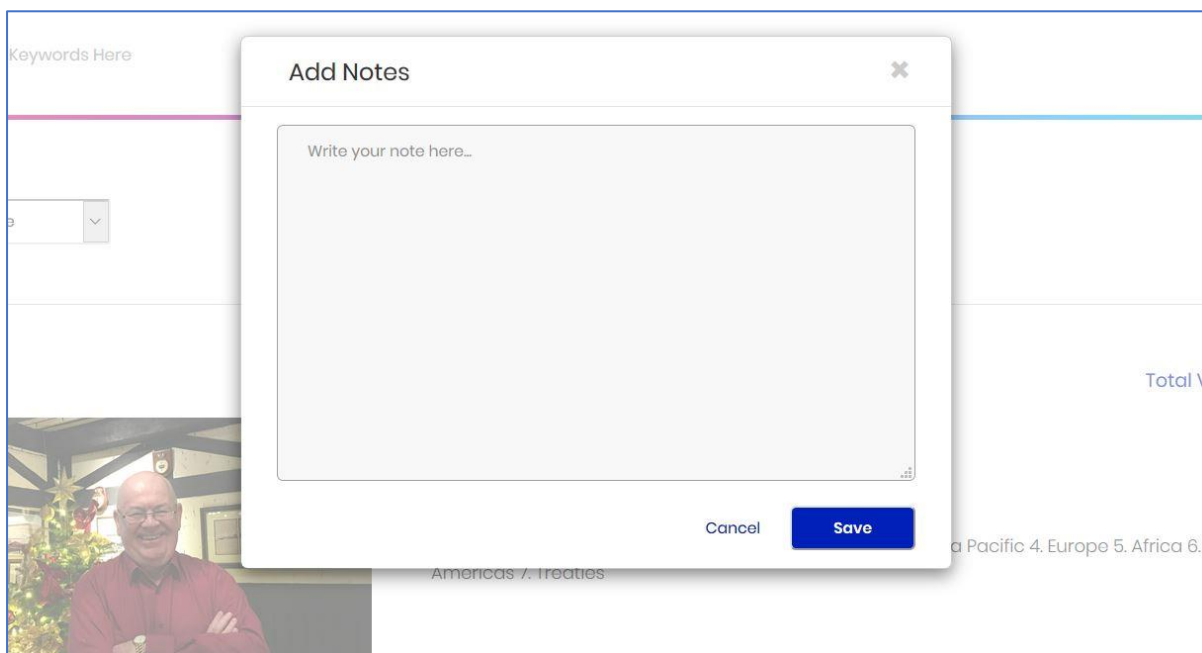 Keywords Here
Add Notes
Write your note here...
Total
Cancel
Save
Pacific 4. Europe 5. Africa 6.
Americas 7. Treaties